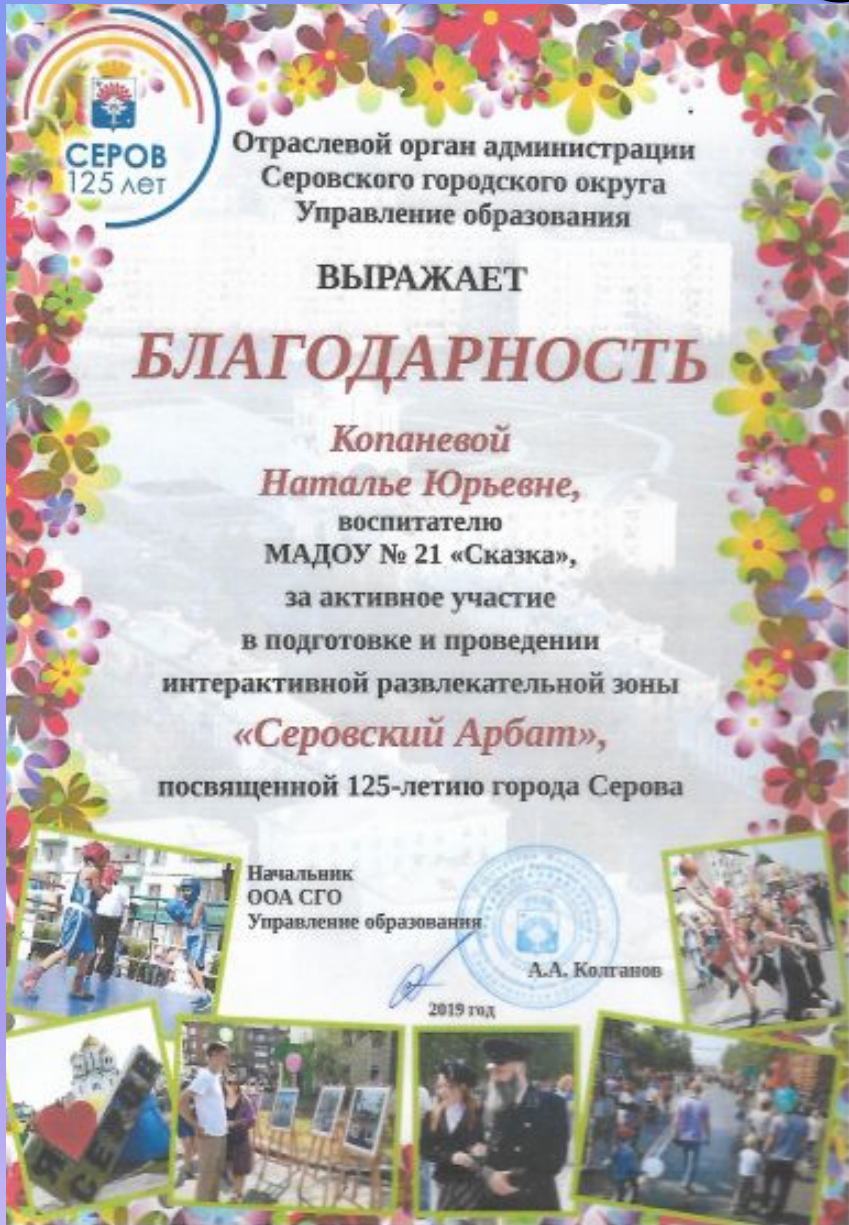 СЕРОВ
125 лет
Отраслевой орган администрации
Серовского городского округа
Управление образования
ВЫРАЖАЕТ
БЛАГОДАРНОСТЬ
Копаневой
Наталье Юрьевне,
воспитателю
МАДОУ № 21 «Сказка»,
за активное участие
в подготовке и проведении
интерактивной развлекательной зоны
«Серовский Арбат»,
посвященной 125-летию города Серова
Начальник
ООА СГО
Управление образования
А.А. Колганов
2019 год
Я
СЕРОВ